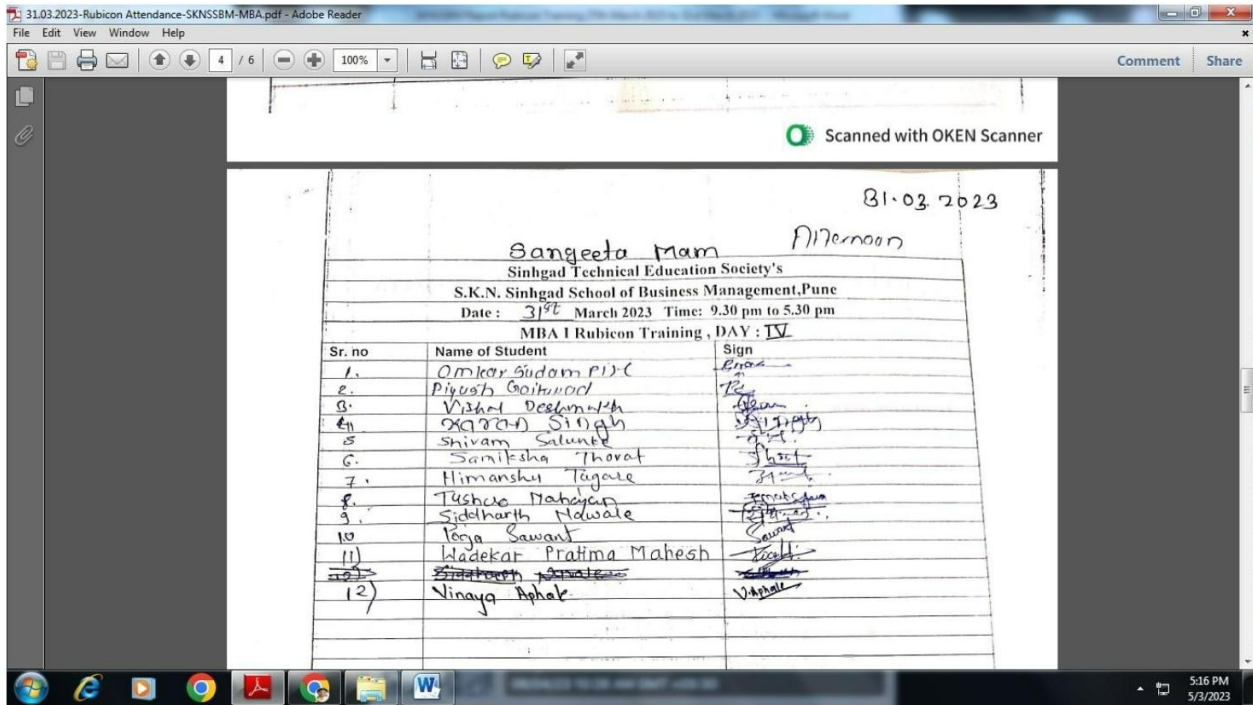 31.03.2023-Rubicon Attendance-SKNSSBM-MBA.pdf - Adobe Reader
File Edit View Window Help
4 / 6 100% Comment Share
Scanned with OKEN Scanner
31.03.2023
Afternoon
Sangeeta Mam
Sinhgad Technical Education Society's
S.K.N. Sinhgad School of Business Management,Pune
Date : 31st March 2023 Time: 9.30 pm to 5.30 pm
MBA I Rubicon Training , DAY : IV
Sr. no Name of Student Sign
1. Omkar Sudam
2. Piyush
3. Vishal Deshmukh
4 Karan Singh
5 Shivam Salunke
6. Samiksha Thorat
7. Himanshu Tagare
8. Mahajan
9. Siddharth Nawale
10 Pooja Sawant Sawant
11) Wadekar Pratima Mahesh
12) Vinaya Aphale V.Aphale
5:16 PM
5/3/2023